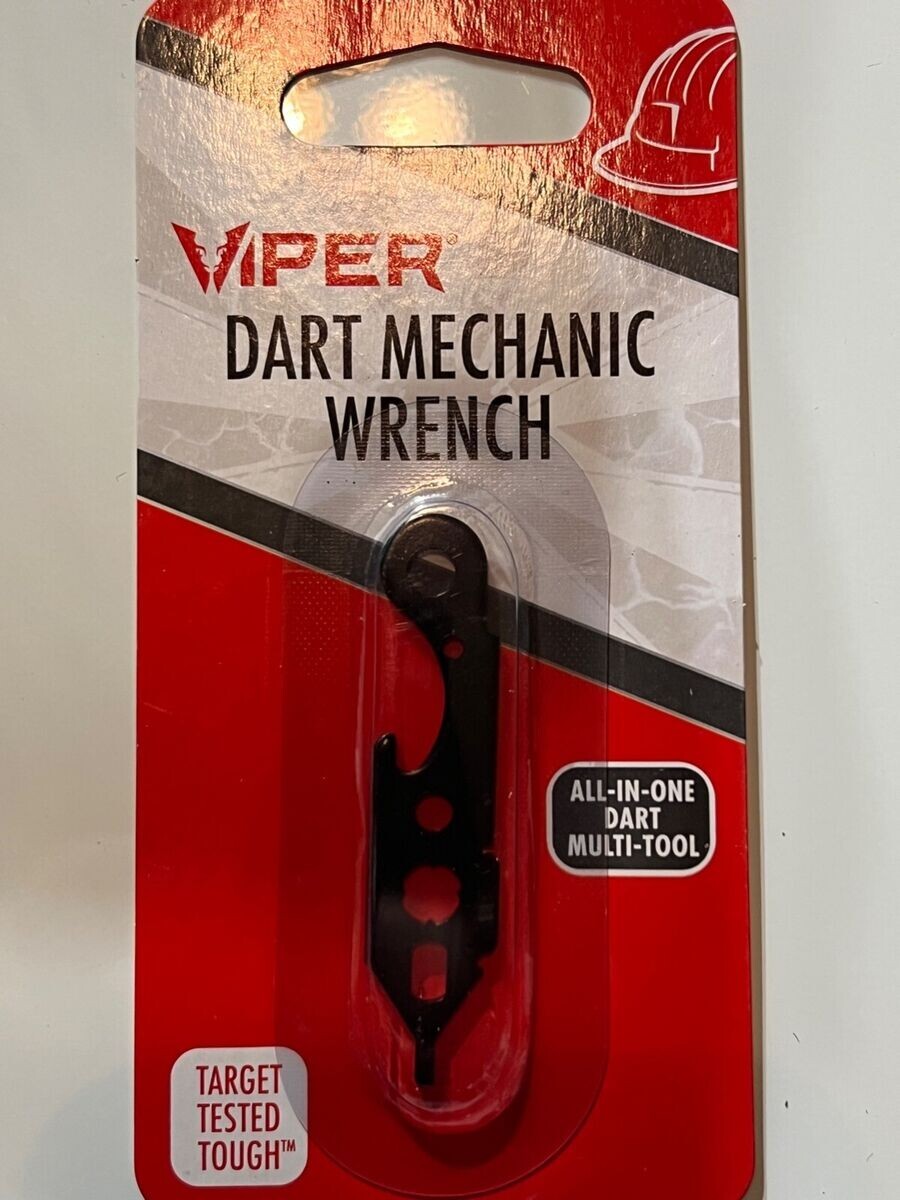 VIPER®
DART MECHANIC
WRENCH
ALL-IN-ONE
DART
MULTI-TOOL
TARGET
TESTED
TOUGH™